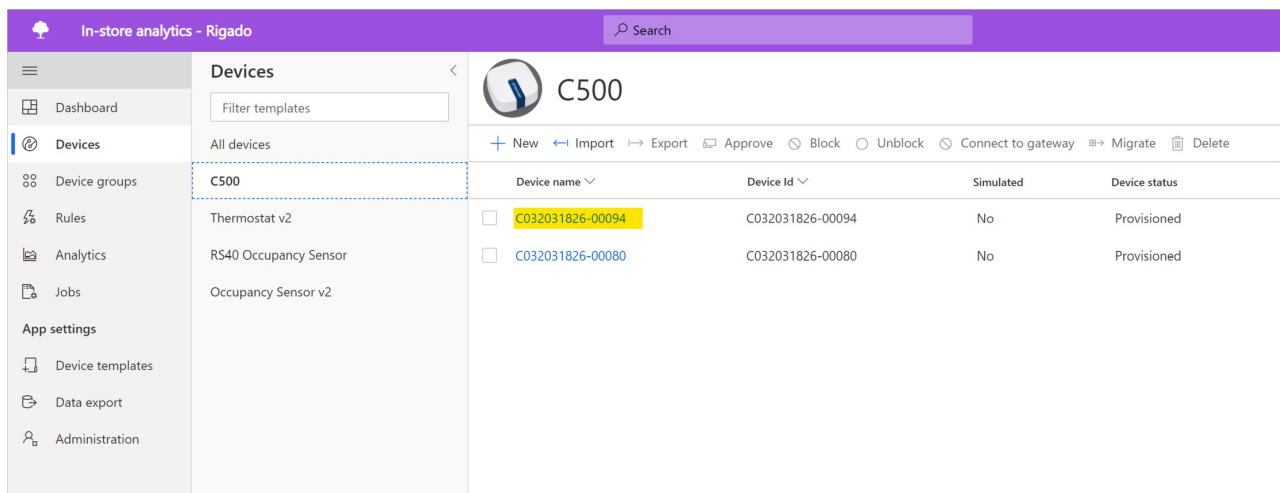 In-store analytics - Rigado
Search
Dashboard
Devices
Device groups
Rules
Analytics
Jobs
App settings
Device templates
Data export
Administration
Devices
Filter templates
All devices
C500
Thermostat v2
RS40 Occupancy Sensor
Occupancy Sensor v2
C500
New Import Export Approve Block Unblock Connect to gateway Migrate Delete
Device name Device Id Simulated Device status
C032031826-00094 C032031826-00094 No Provisioned
C032031826-00080 C032031826-00080 No Provisioned